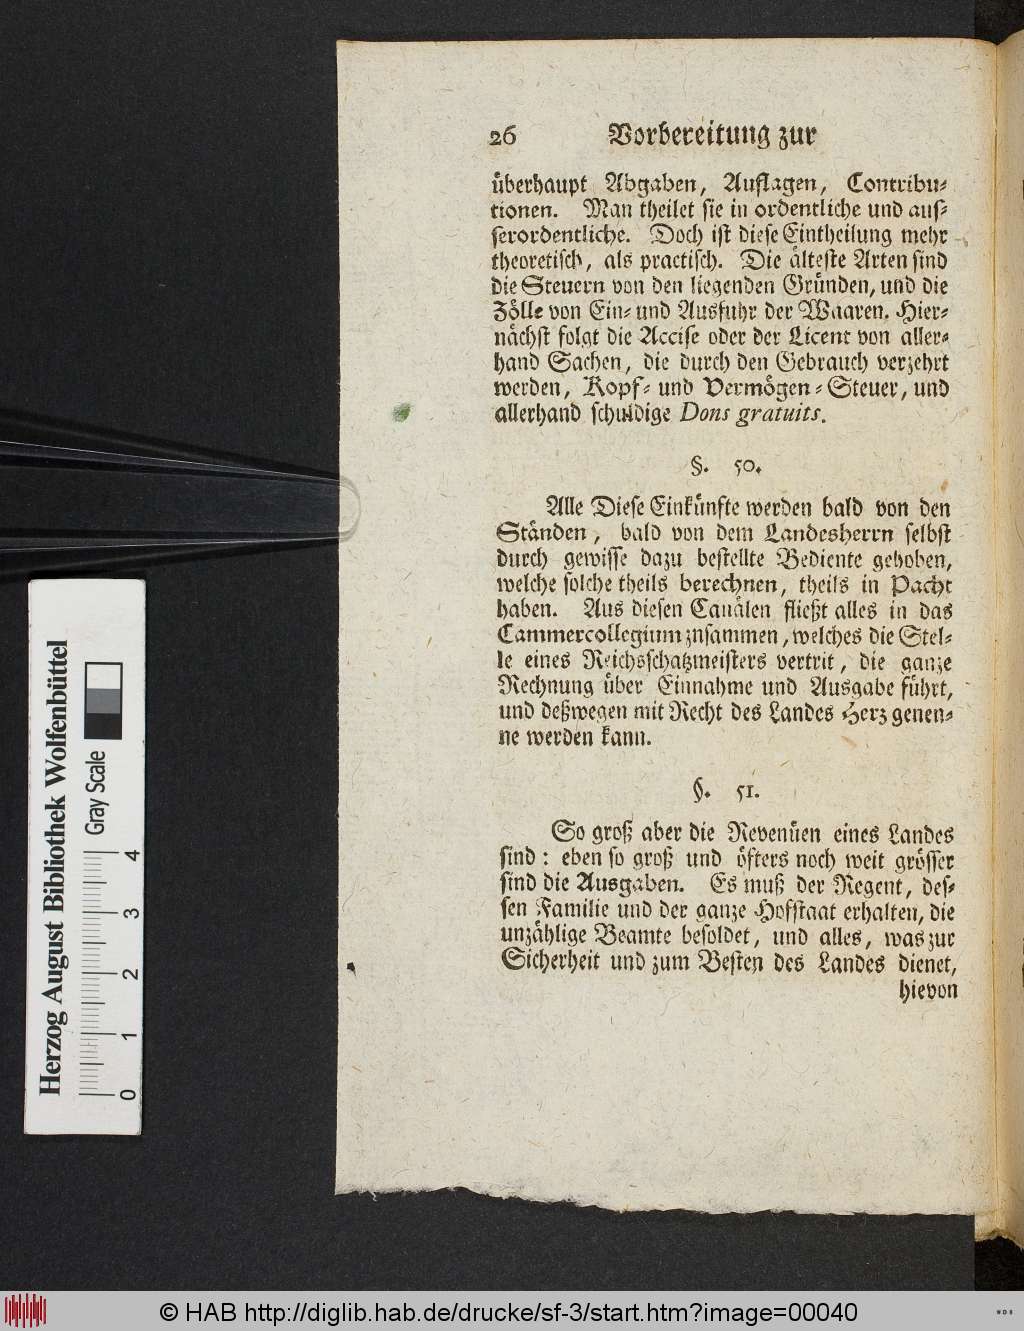 26 Vorbereitung zur
überhaupt Abgaben, Auflagen, Contribu-
tionen. Man theilet sie in ordentliche und aus-
serordentliche. Doch ist diese Eintheilung mehr
theoretisch, als practisch. Die älteste Arten sind
die Steuern von den liegenden Gründen, und die
Zölle von Ein- und Ausfuhr der Waaren. Hier-
nächst folgt die Accise oder der Licent von aller-
hand Sachen, die durch den Gebrauch verzehrt
werden, Kopf- und Vermögen-Steuer, und
allerhand schuldige Dons gratuits.
§. 50.
Alle Diese Einkünfte werden bald von den
Ständen, bald von dem Landesherrn selbst
durch gewisse dazu bestellte Bediente gehoben,
welche solche theils berechnen, theils in Pacht
haben. Aus diesen Canälen fließt alles in das
Cammercollegium zusammen, welches die Stel-
le eines Reichsschatzmeisters vertrit, die ganze
Rechnung über Einnahme und Ausgabe führt,
und deßwegen mit Recht des Landes Herz genen-
ne werden kann.
§. 51.
So groß aber die Revenüen eines Landes
sind: eben so groß und öfters noch weit grösser
sind die Ausgaben. Es muß der Regent, des-
sen Familie und der ganze Hofstaat erhalten, die
unzählige Beamte besoldet, und alles, was zur
Sicherheit und zum Besten des Landes dienet,
hievon
Herzog August Bibliothek Wolfenbüttel
Gray Scale
0 1 2 3 4
© HAB http://diglib.hab.de/drucke/sf-3/start.htm?image=00040